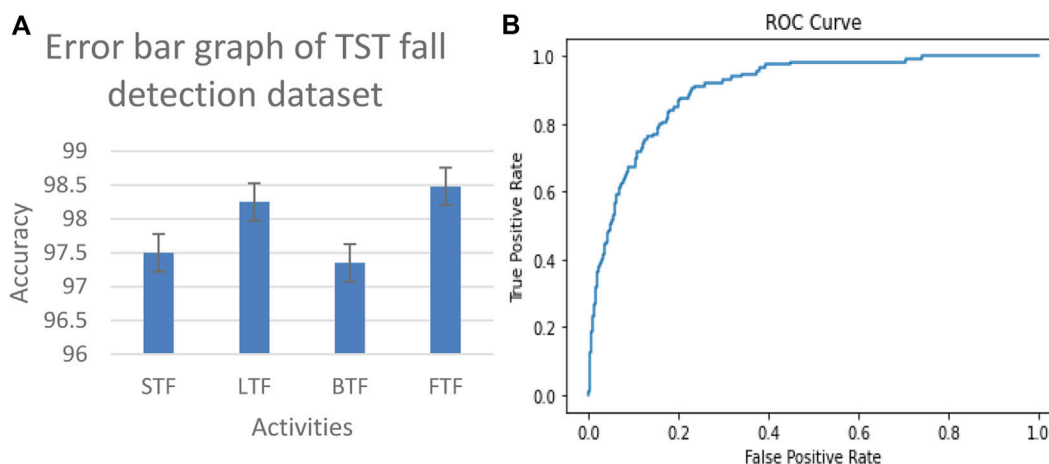 A
Error bar graph of TST fall
detection dataset
99
98.5
98
97.5
97
96.5
96
Accuracy
STF LTF BTF FTF
Activities
B
ROC Curve
1.0
0.8
0.6
0.4
0.2
0.0
True Positive Rate
0.0 0.2 0.4 0.6 0.8 1.0
False Positive Rate